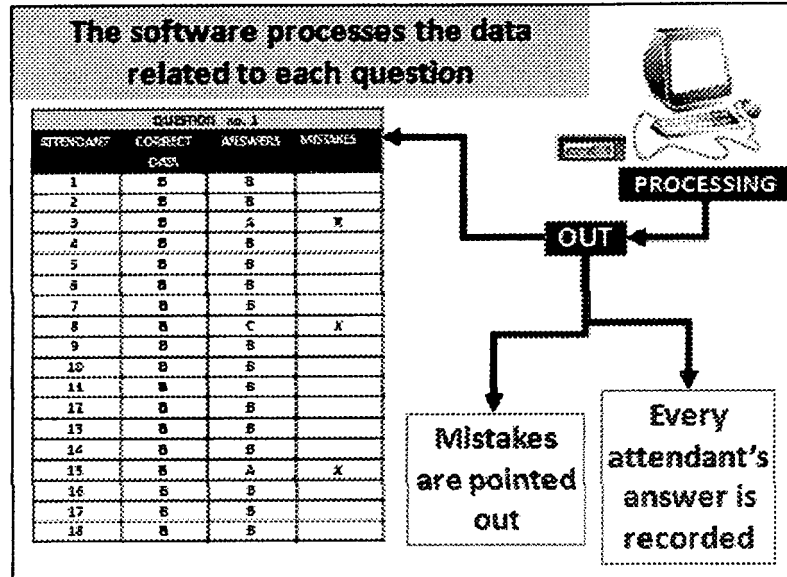 The software processes the data
related to each question
QUESTION no. 1
ATTENDANT CORRECT DATA ANSWERS MISTAKES
1 B B
2 B B
3 B A X
4 B B
5 B B
6 B B
7 B B
8 B C X
9 B B
10 B B
11 B B
12 B B
13 B B
14 B B
15 B A X
16 B B
17 B B
18 B B
PROCESSING
OUT
Mistakes
are pointed
out
Every
attendant's
answer is
recorded